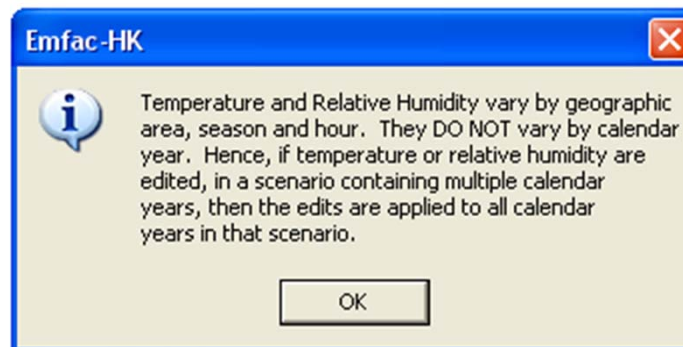 Emfac-HK
Temperature and Relative Humidity vary by geographic
area, season and hour.  They DO NOT vary by calendar
year.  Hence, if temperature or relative humidity are
edited, in a scenario containing multiple calendar
years, then the edits are applied to all calendar
years in that scenario.
OK